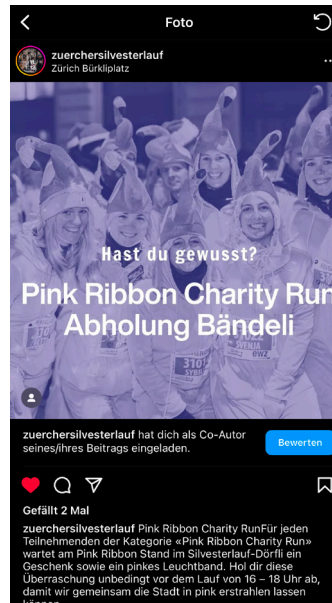 Foto
zuerchersilvesterlauf
Zürich Bürkliplatz
Hast du gewusst?
Pink Ribbon Charity Run
Abholung Bändeli
SVENJA
ewz
310
zuerchersilvesterlauf hat dich als Co-Autor
seines/ihres Beitrags eingeladen.
Bewerten
Gefällt 2 Mal
zuerchersilvesterlauf Pink Ribbon Charity RunFür jeden
Teilnehmenden der Kategorie «Pink Ribbon Charity Run»
wartet am Pink Ribbon Stand im Silvesterlauf-Dörfli ein
Geschenk sowie ein pinkes Leuchtband. Hol dir diese
Überraschung unbedingt vor dem Lauf von 16 – 18 Uhr ab,
damit wir gemeinsam die Stadt in pink erstrahlen lassen
können